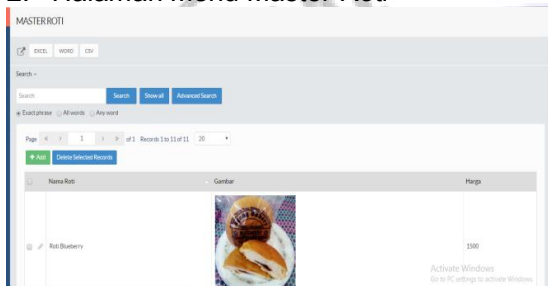 2. Halaman Menu Master Roti
MASTER ROTI
EXCEL WORD CSV
Search
Search Search Show all Advanced Search
Exact phrase All words Any word
Page 1 of 1 Records 1 to 11 of 11 20
+ Add Delete Selected Records
Nama Roti Gambar Harga
Roti Blueberry 1500
Activate Windows
Go to PC settings to activate Windows.